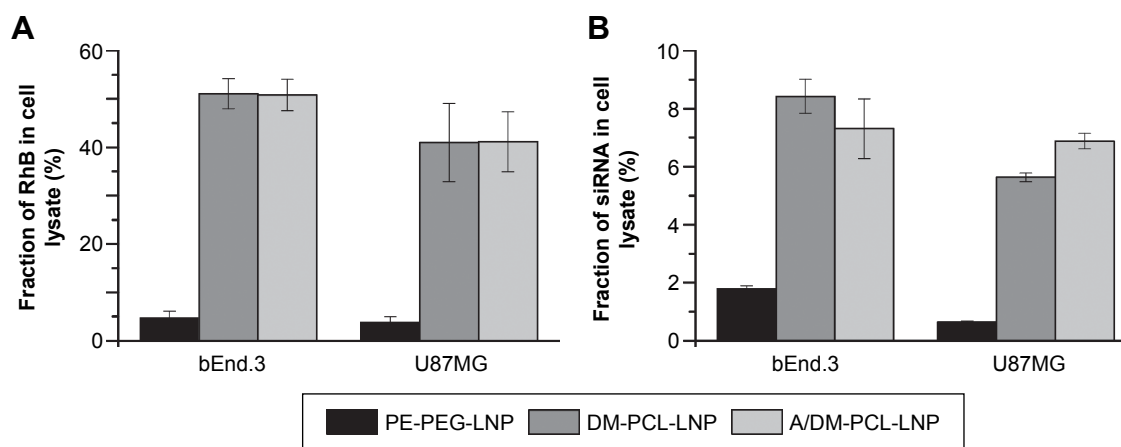 A
Fraction of RhB in cell
lysate (%)
60
40
20
0
bEnd.3
U87MG
B
Fraction of siRNA in cell
lysate (%)
10
8
6
4
2
0
bEnd.3
U87MG
PE-PEG-LNP
DM-PCL-LNP
A/DM-PCL-LNP